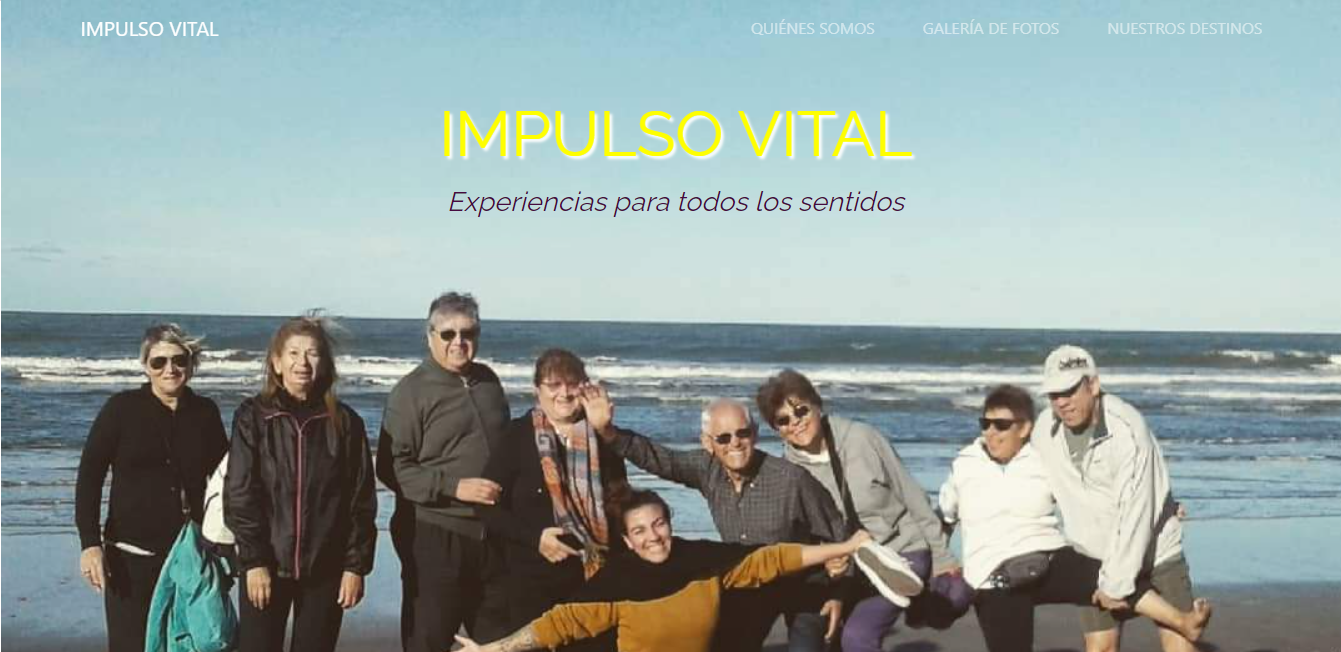 IMPULSO VITAL
QUIÉNES SOMOS
GALERÍA DE FOTOS
NUESTROS DESTINOS
IMPULSO VITAL
Experiencias para todos los sentidos